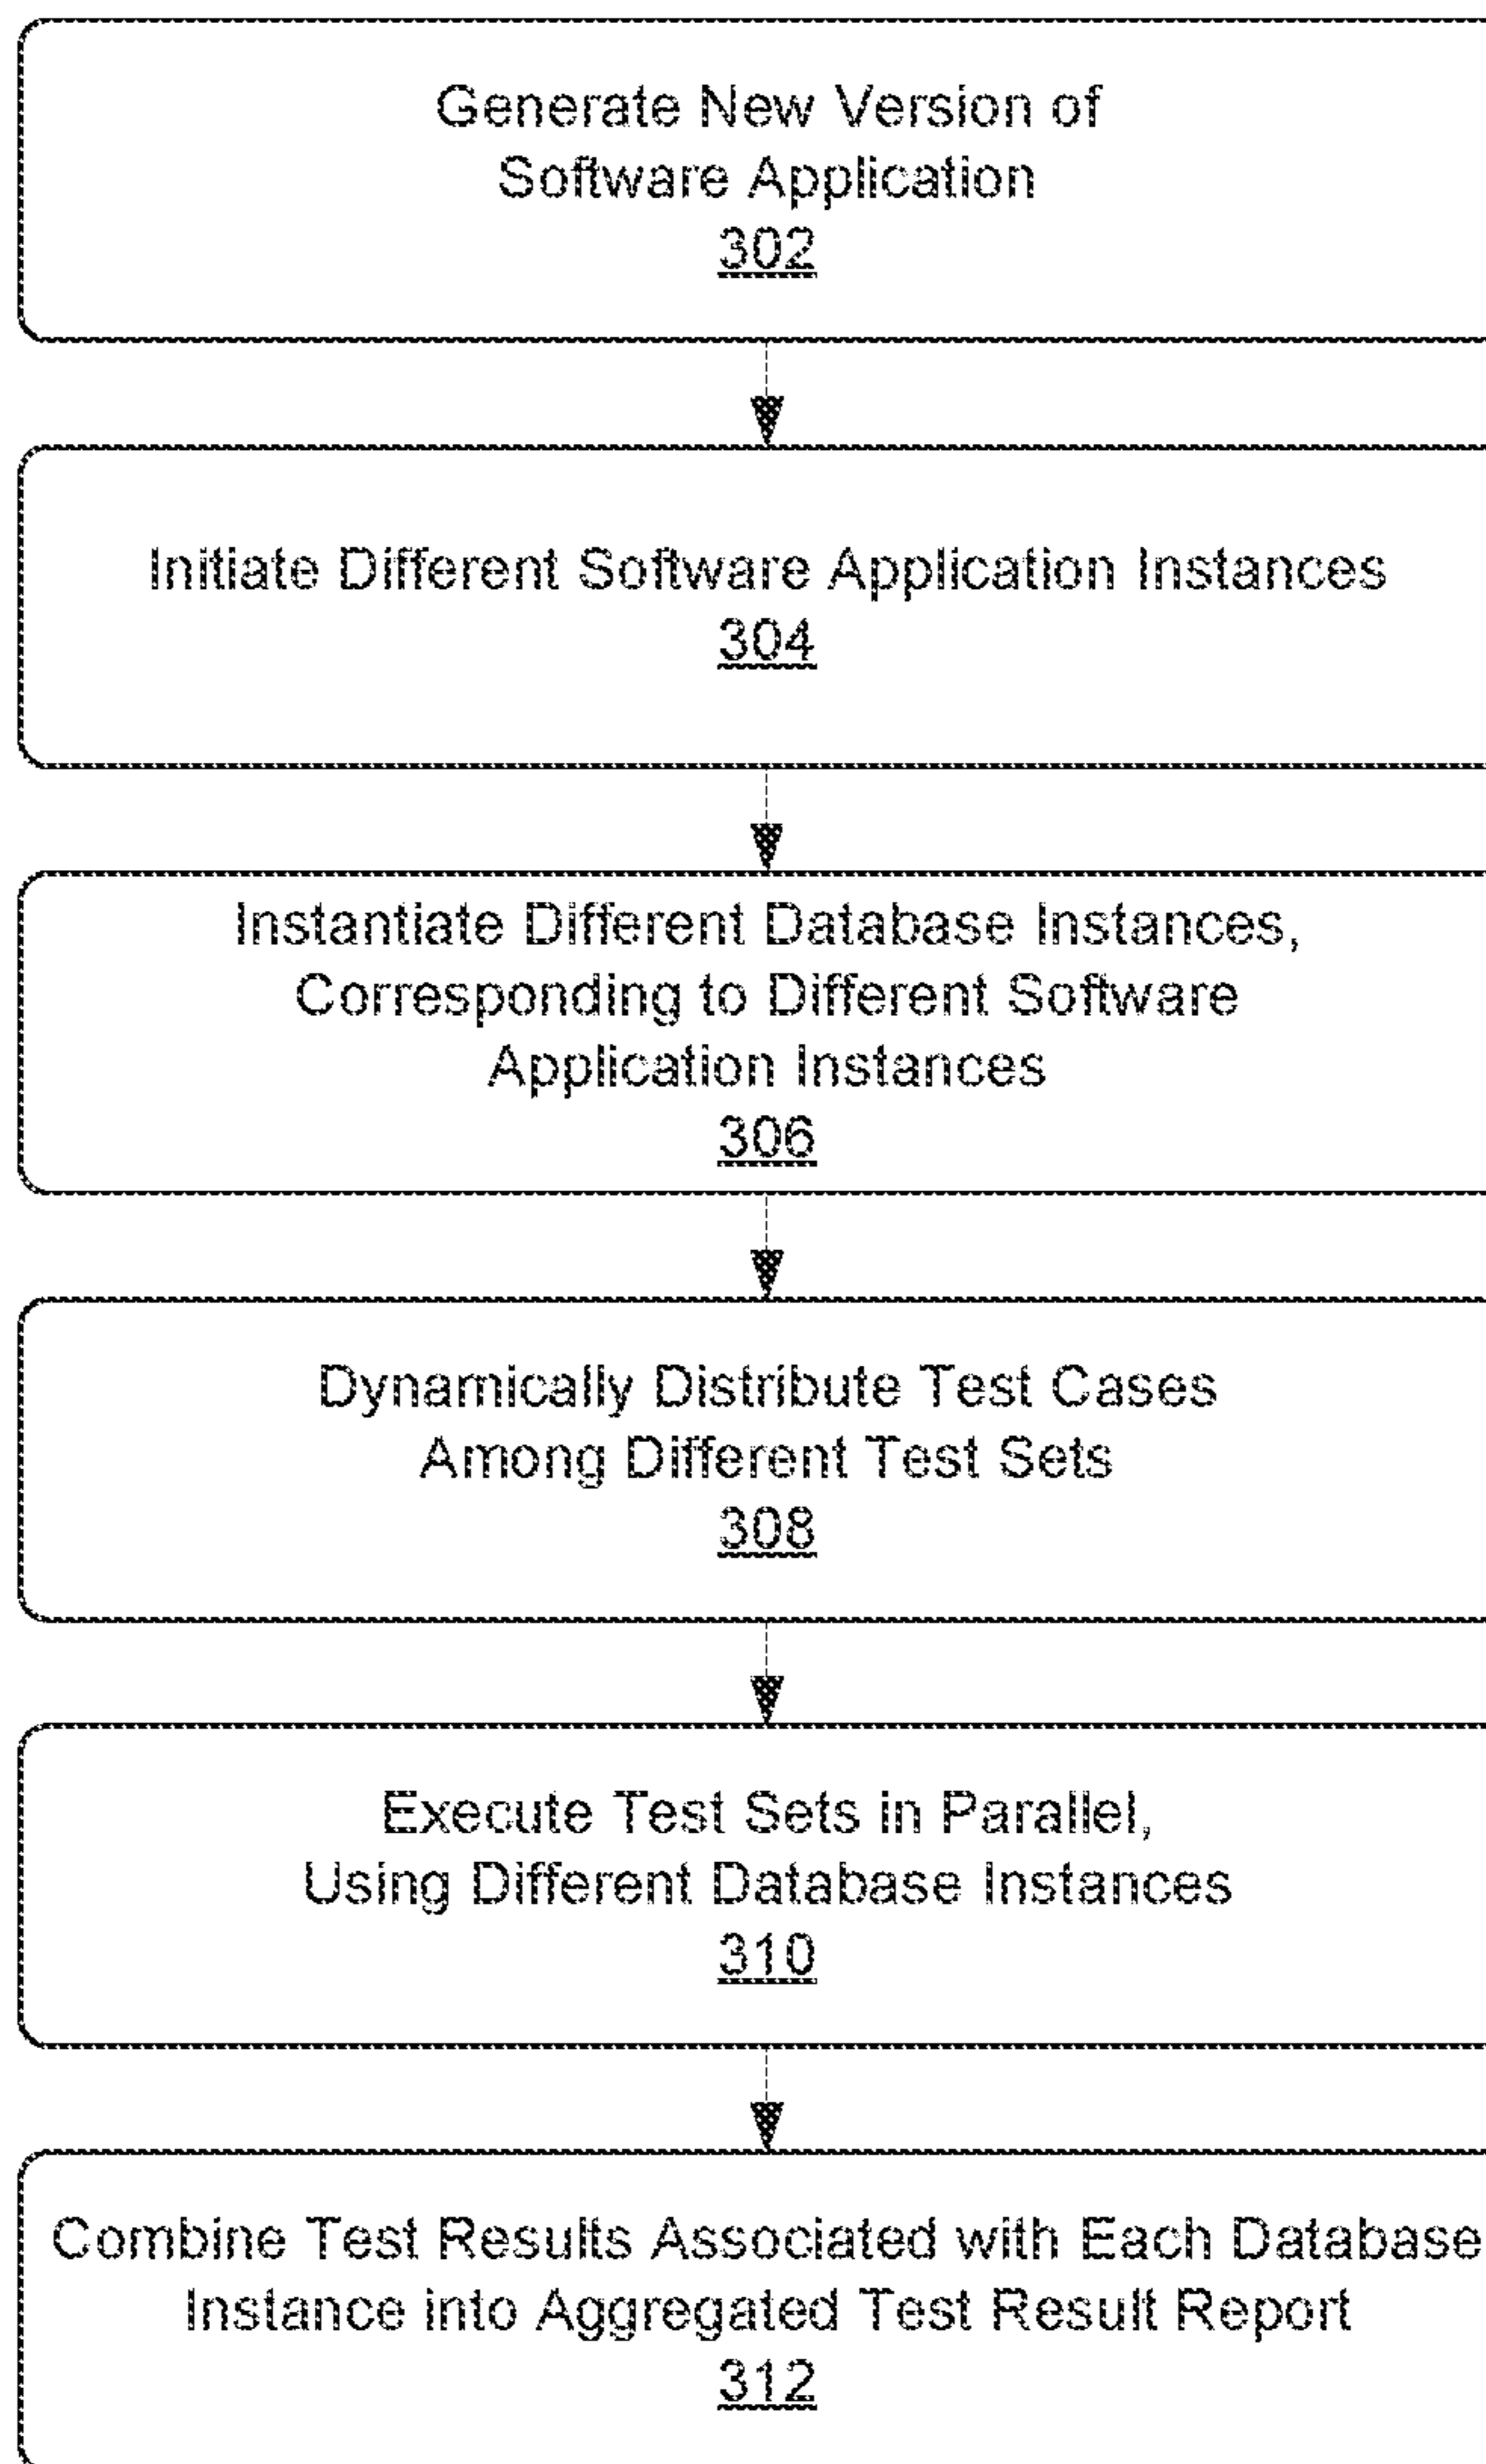 Generate New Version of
Software Application
302
Initiate Different Software Application Instances
304
Instantiate Different Database Instances,
Corresponding to Different Software
Application Instances
306
Dynamically Distribute Test Cases
Among Different Test Sets
308
Execute Test Sets in Parallel,
Using Different Database Instances
310
Combine Test Results Associated with Each Database
Instance into Aggregated Test Result Report
312